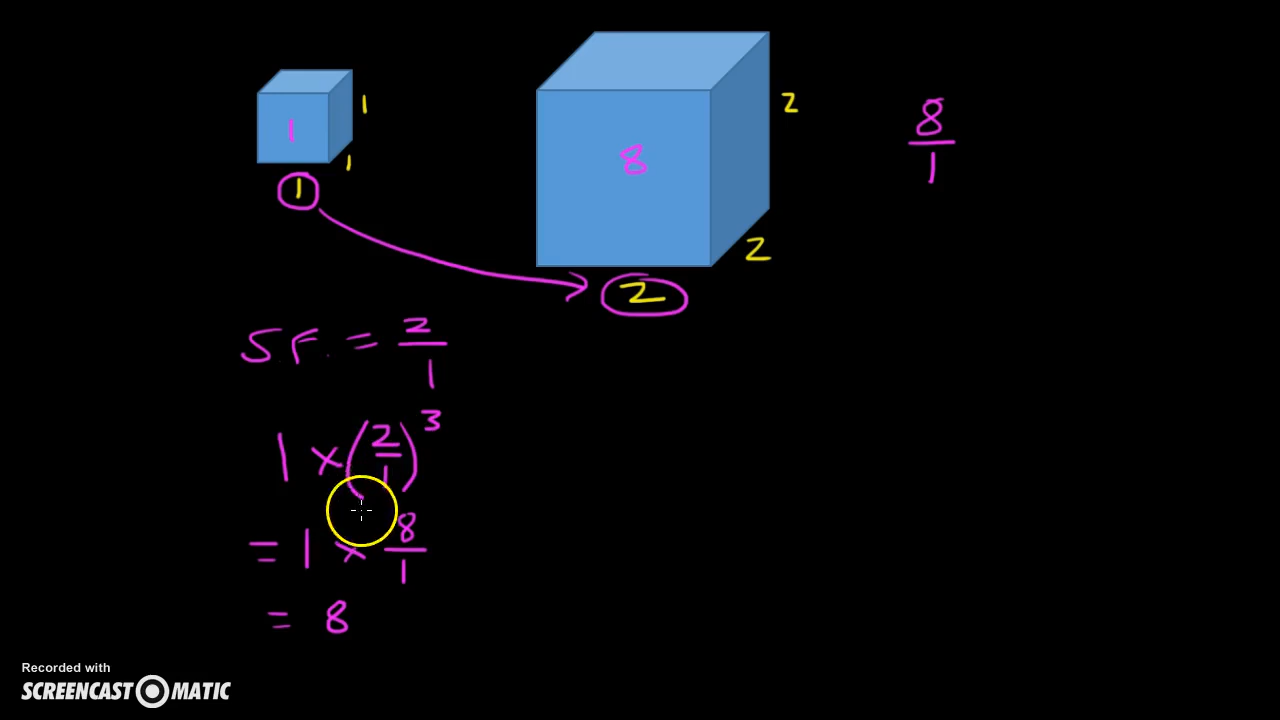 1
1
1
1
8
2
2
2
8/1
SF. = 2/1
1 × (2/1)³
= 1 × 8/1
= 8
Recorded with
SCREENCAST MATIC